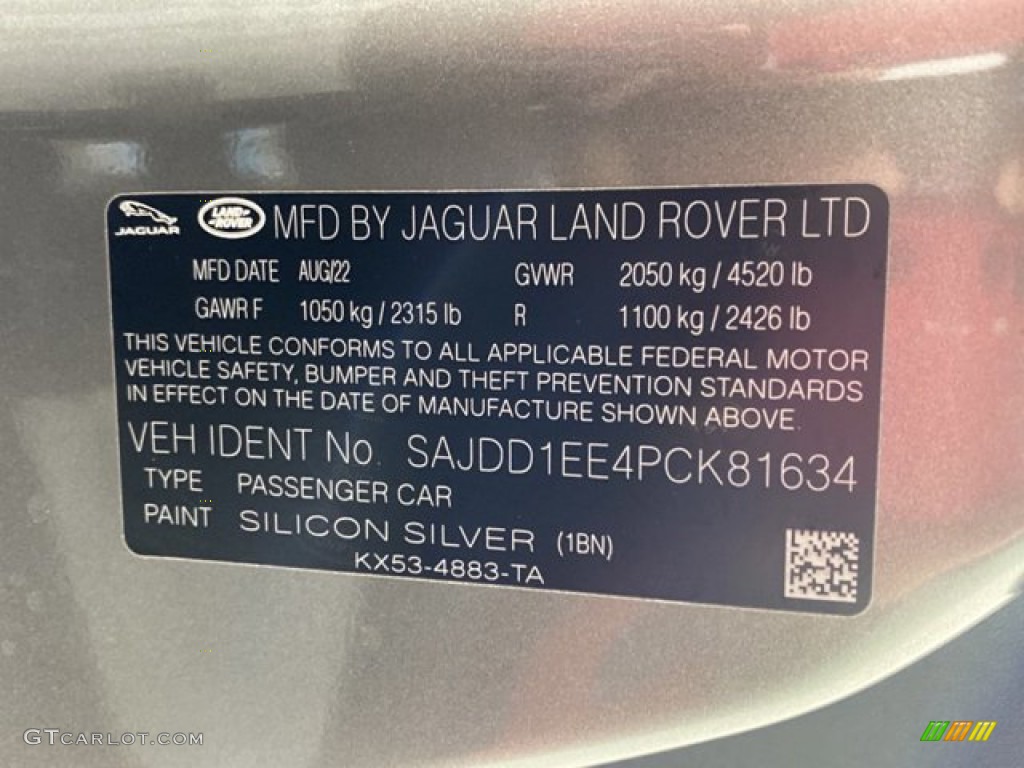 JAGUAR LAND ROVER MFD BY JAGUAR LAND ROVER LTD
MFD DATE AUG/22 GVWR 2050 kg / 4520 lb
GAWR F 1050 kg / 2315 lb R 1100 kg / 2426 lb
THIS VEHICLE CONFORMS TO ALL APPLICABLE FEDERAL MOTOR
VEHICLE SAFETY, BUMPER AND THEFT PREVENTION STANDARDS
IN EFFECT ON THE DATE OF MANUFACTURE SHOWN ABOVE.
VEH IDENT No. SAJDD1EE4PCK81634
TYPE PASSENGER CAR
PAINT SILICON SILVER (1BN)
KX53-4883-TA
GTCARLOT.COM